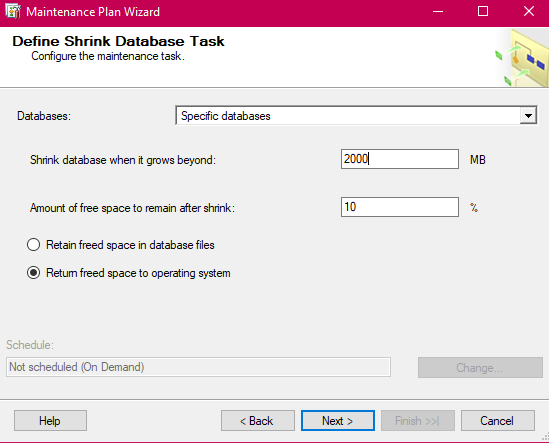 Maintenance Plan Wizard
Define Shrink Database Task
Configure the maintenance task.
Databases: Specific databases
Shrink database when it grows beyond: 2000 MB
Amount of free space to remain after shrink: 10 %
Retain freed space in database files
Return freed space to operating system
Schedule:
Not scheduled (On Demand) Change...
Help < Back Next > Finish >>| Cancel